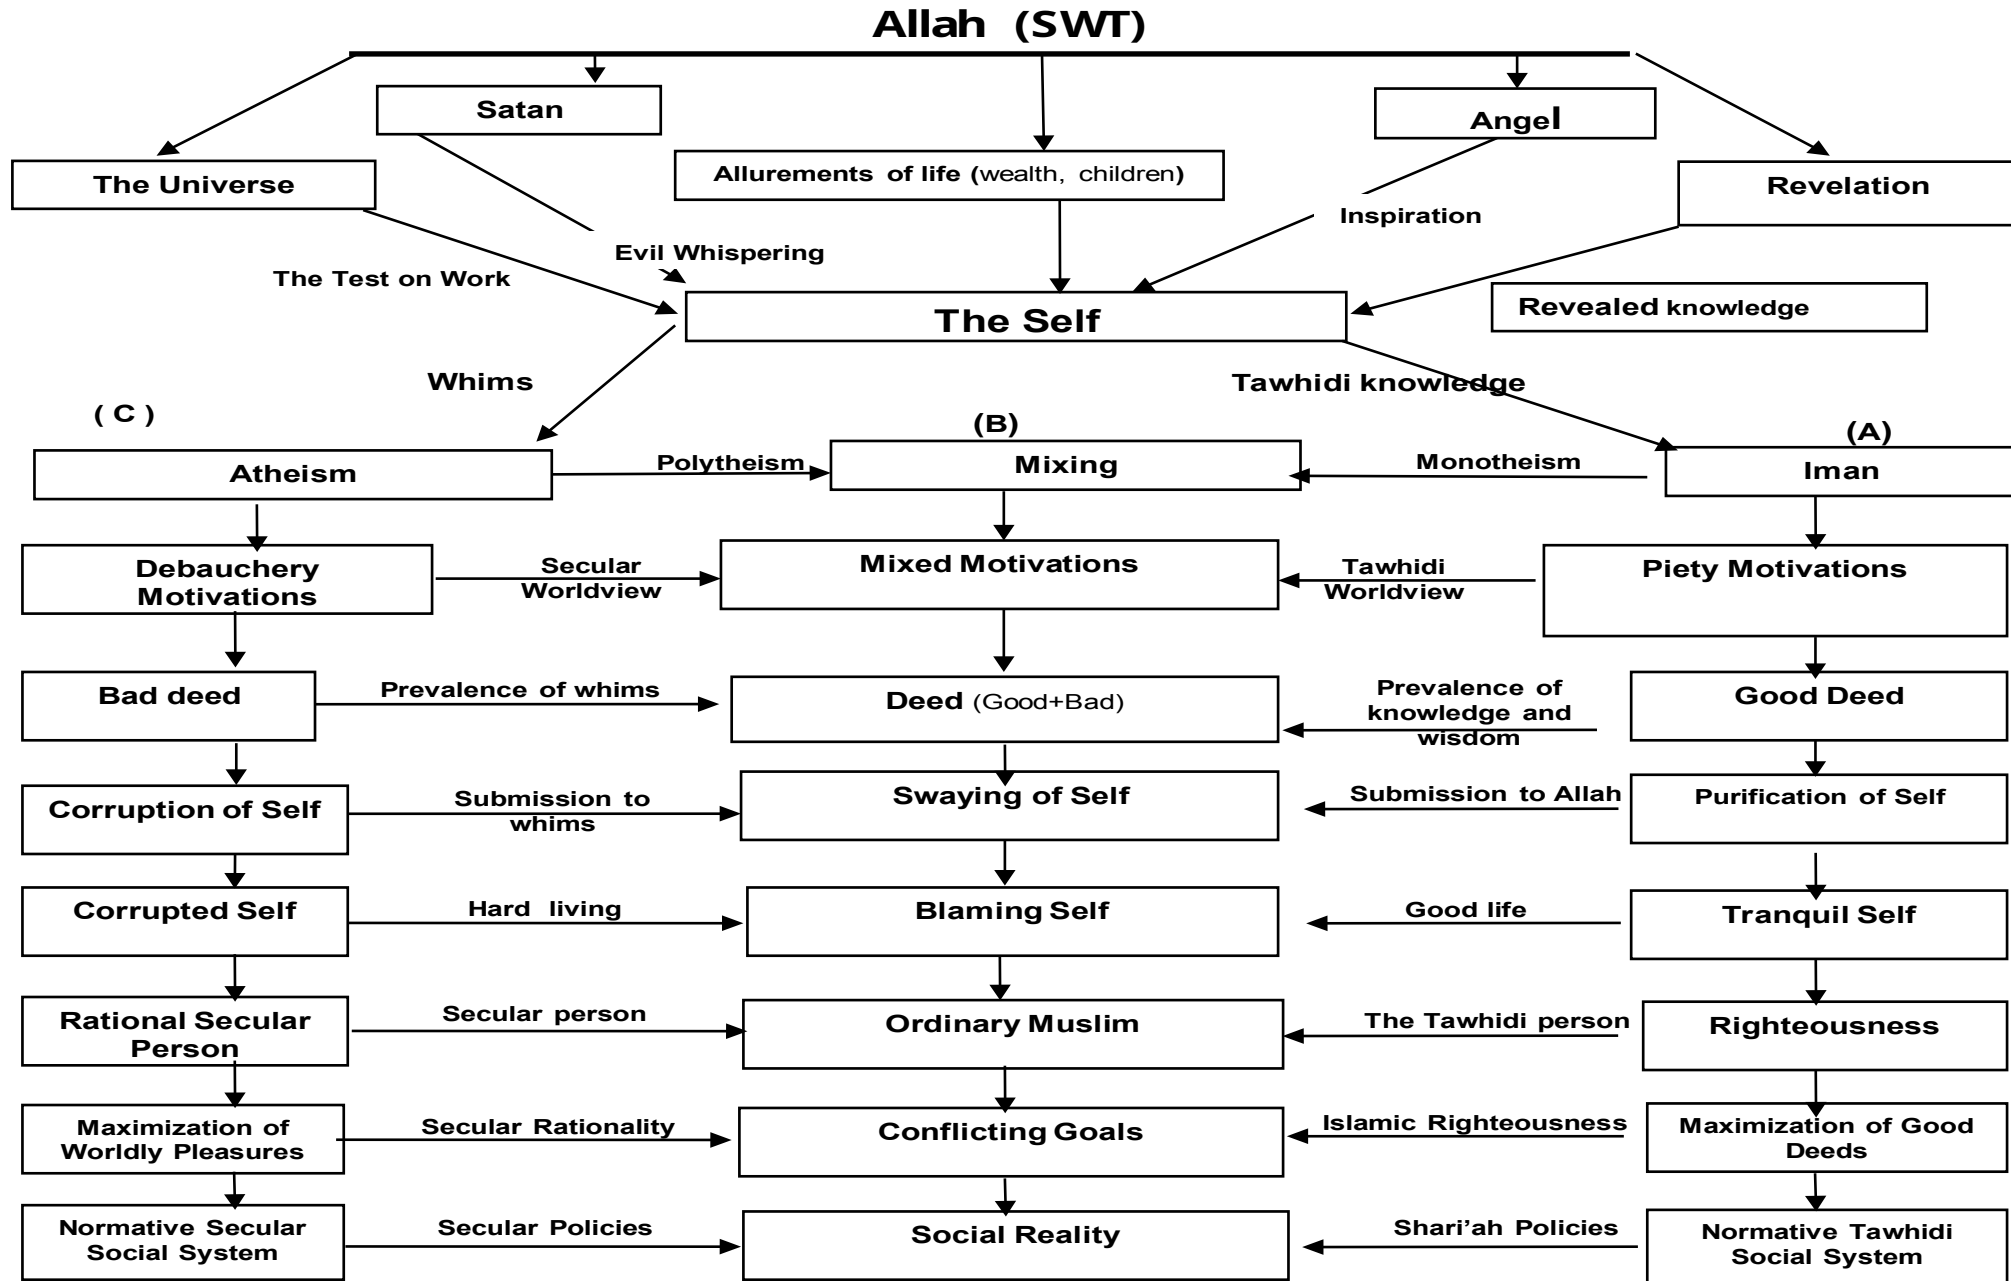 Allah (SWT)
Satan
Angel
The Universe
Allurements of life (wealth, children)
Revelation
Inspiration
Evil Whispering
The Test on Work
The Self
Revealed knowledge
Whims
Tawhidi knowledge
( C )
(B)
(A)
Atheism
Polytheism
Mixing
Monotheism
Iman
Debauchery
Motivations
Secular
Worldview
Mixed Motivations
Tawhidi
Worldview
Piety Motivations
Bad deed
Prevalence of whims
Deed (Good+Bad)
Prevalence of
knowledge and
wisdom
Good Deed
Corruption of Self
Submission to
whims
Swaying of Self
Submission to Allah
Purification of Self
Corrupted Self
Hard living
Blaming Self
Good life
Tranquil Self
Rational Secular
Person
Secular person
Ordinary Muslim
The Tawhidi person
Righteousness
Maximization of
Worldly Pleasures
Secular Rationality
Conflicting Goals
Islamic Righteousness
Maximization of Good
Deeds
Normative Secular
Social System
Secular Policies
Social Reality
Shari’ah Policies
Normative Tawhidi
Social System